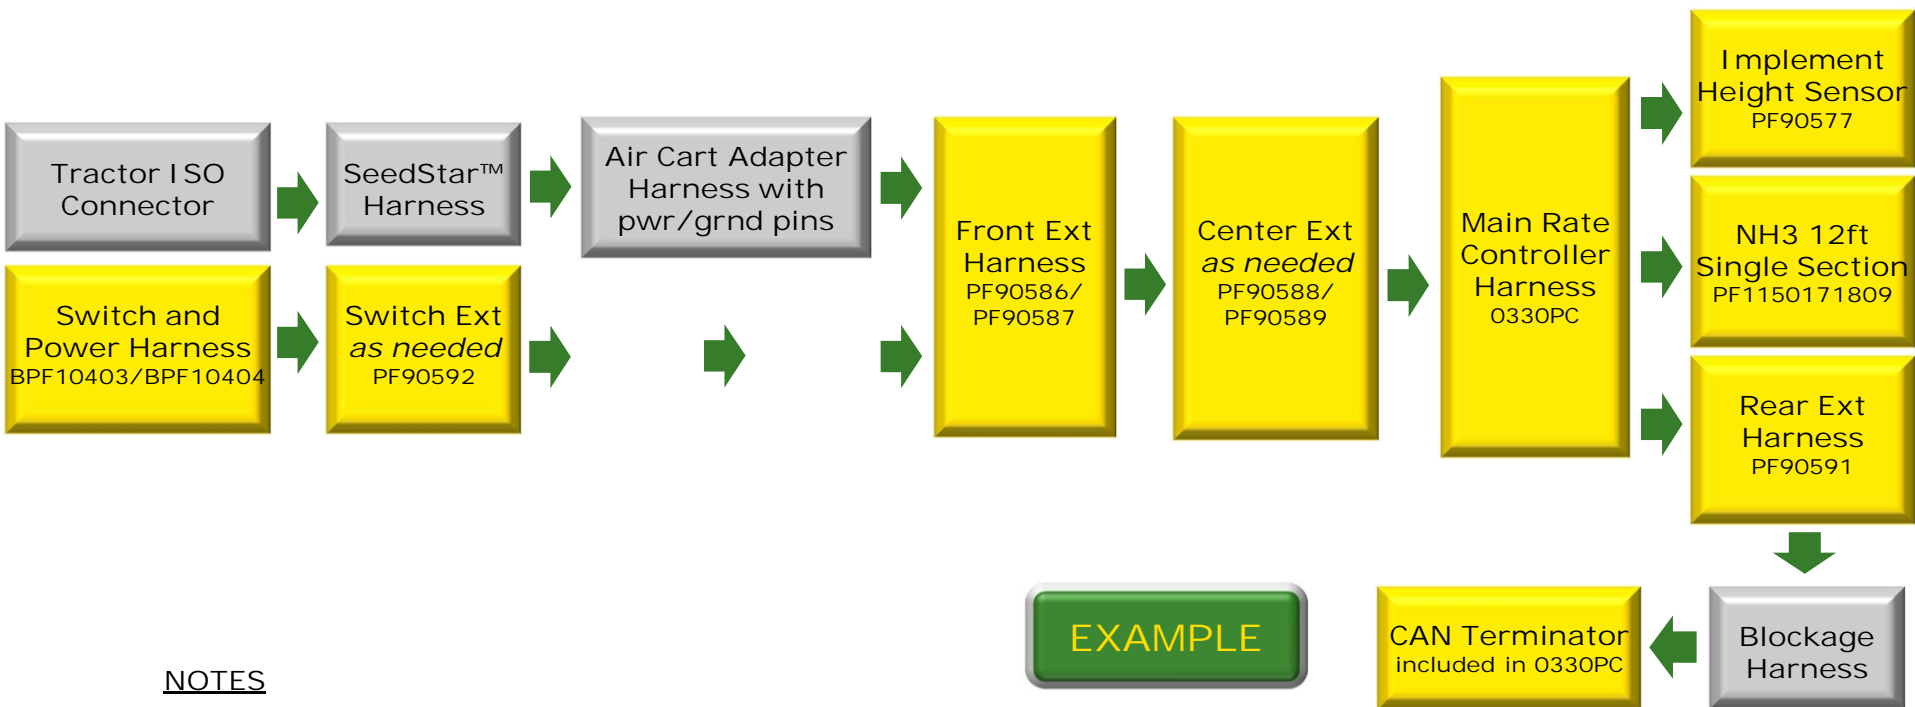 Tractor ISO
Connector
SeedStar™
Harness
Air Cart Adapter
Harness with
pwr/grnd pins
Switch and
Power Harness
BPF10403/BPF10404
Switch Ext
as needed
PF90592
Front Ext
Harness
PF90586/
PF90587
Center Ext
as needed
PF90588/
PF90589
Main Rate
Controller
Harness
0330PC
Implement
Height Sensor
PF90577
NH3 12ft
Single Section
PF1150171809
Rear Ext
Harness
PF90591
Blockage
Harness
CAN Terminator
included in 0330PC
EXAMPLE
NOTES